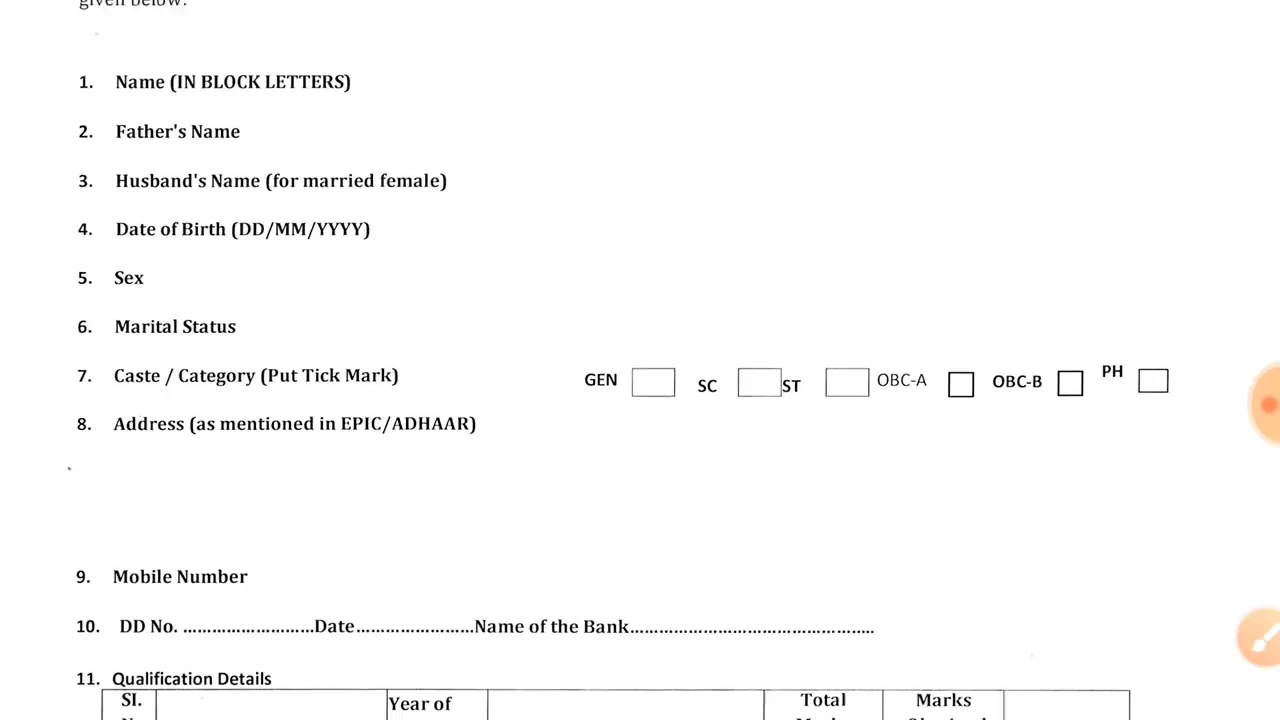 given below:
1. Name (IN BLOCK LETTERS)
2. Father's Name
3. Husband's Name (for married female)
4. Date of Birth (DD/MM/YYYY)
5. Sex
6. Marital Status
7. Caste / Category (Put Tick Mark) GEN SC ST OBC-A OBC-B PH
8. Address (as mentioned in EPIC/ADHAAR)
9. Mobile Number
10. DD No. ............................Date.........................Name of the Bank....................................................
11. Qualification Details
SI. Year of Total Marks